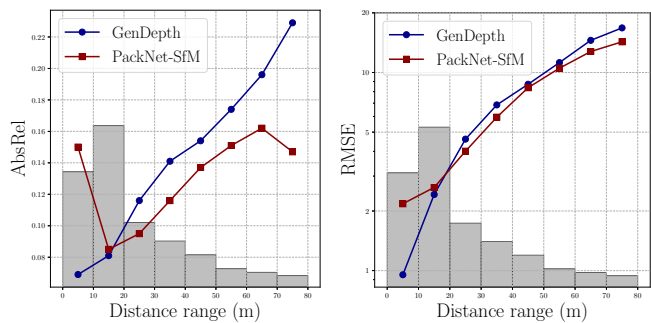 GenDepth
PackNet-SfM
AbsRel
0.22
0.20
0.18
0.16
0.14
0.12
0.10
0.08
0 10 20 30 40 50 60 70 80
Distance range (m)
GenDepth
PackNet-SfM
RMSE
20
10
5
2
1
0 10 20 30 40 50 60 70 80
Distance range (m)